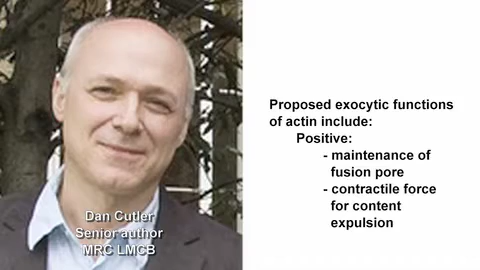 Dan Cutler
Senior author
MRC LMCB
Proposed exocytic functions
of actin include:
Positive:
- maintenance of
fusion pore
- contractile force
for content
expulsion